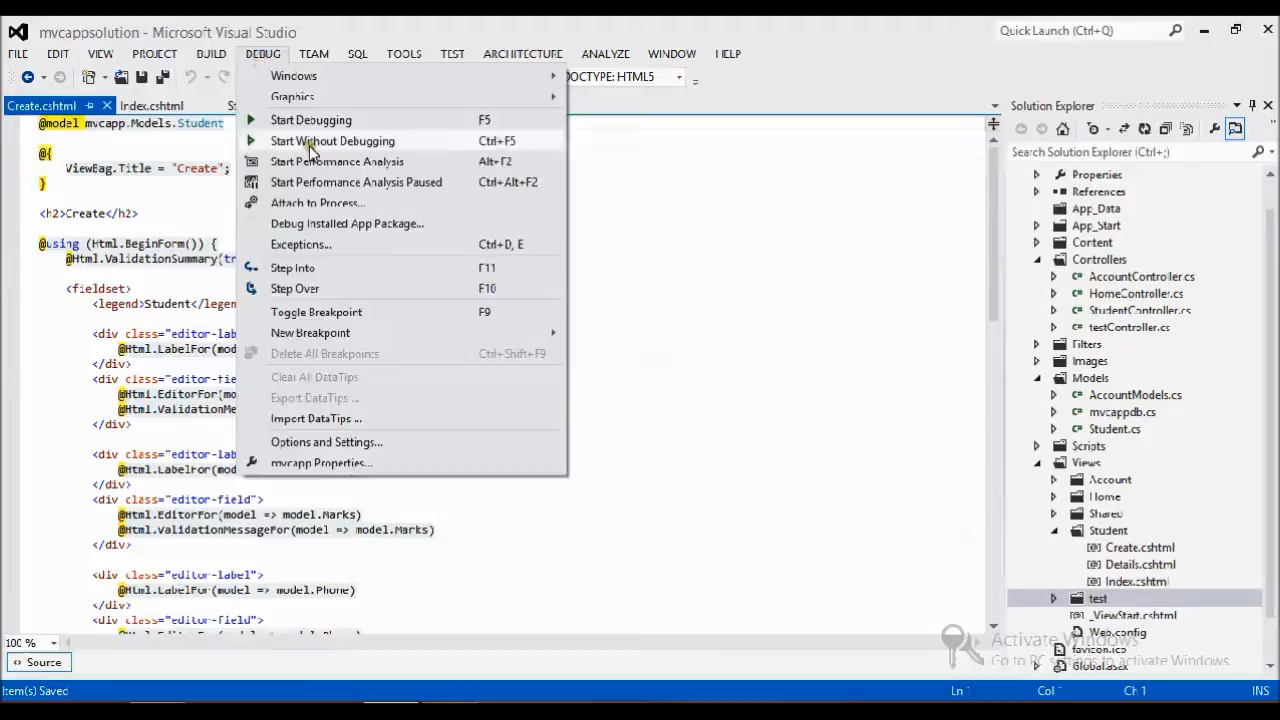 mvcappsolution - Microsoft Visual Studio
Quick Launch (Ctrl+Q)
FILE EDIT VIEW PROJECT BUILD DEBUG TEAM SQL TOOLS TEST ARCHITECTURE ANALYZE WINDOW HELP
DOCTYPE: HTML5
Create.cshtml Index.cshtml
@model mvcapp.Models.Student
@{
ViewBag.Title = "Create";
}
<h2>Create</h2>
@using (Html.BeginForm()) {
@Html.ValidationSummary(tr
<fieldset>
<legend>Student</legen
<div class="editor-lab
@Html.LabelFor(mod
</div>
<div class="editor-fie
@Html.EditorFor(mo
@Html.ValidationMe
</div>
<div class="editor-lab
@Html.LabelFor(mod
</div>
<div class="editor-field">
@Html.EditorFor(model => model.Marks)
@Html.ValidationMessageFor(model => model.Marks)
</div>
<div class="editor-label">
@Html.LabelFor(model => model.Phone)
</div>
<div class="editor-field">
Windows
Graphics
Start Debugging F5
Start Without Debugging Ctrl+F5
Start Performance Analysis Alt+F2
Start Performance Analysis Paused Ctrl+Alt+F2
Attach to Process...
Debug Installed App Package...
Exceptions... Ctrl+D, E
Step Into F11
Step Over F10
Toggle Breakpoint F9
New Breakpoint
Delete All Breakpoints Ctrl+Shift+F9
Clear All DataTips
Export DataTips ...
Import DataTips ...
Options and Settings...
mvcapp Properties...
Solution Explorer
Search Solution Explorer (Ctrl+;)
Properties
References
App_Data
App_Start
Content
Controllers
AccountController.cs
HomeController.cs
StudentController.cs
testController.cs
Filters
Images
Models
AccountModels.cs
mvcappdb.cs
Student.cs
Scripts
Views
Account
Home
Shared
Student
Create.cshtml
Details.cshtml
Index.cshtml
test
_ViewStart.cshtml
Web.config
favicon.ico
Global.asax
Activate Windows
Go to PC settings to activate Windows.
100 %
Source
Item(s) Saved
Ln 1 Col 1 Ch 1 INS